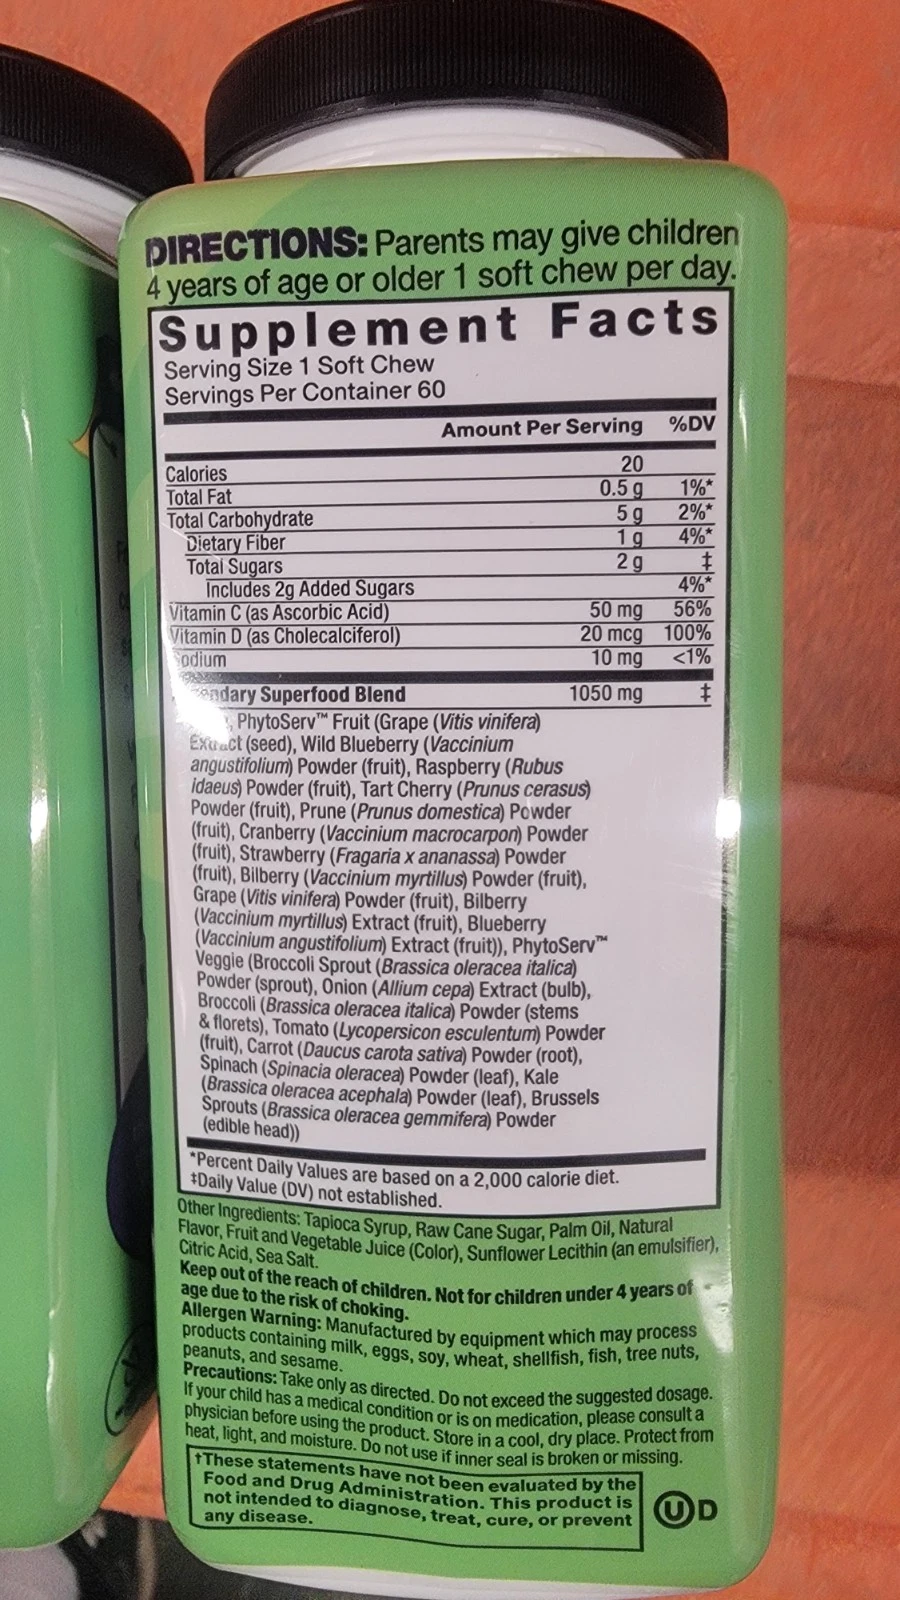 DIRECTIONS: Parents may give children
4 years of age or older 1 soft chew per day.
Supplement Facts
Serving Size 1 Soft Chew
Servings Per Container 60
Amount Per Serving %DV
Calories 20
Total Fat 0.5 g 1%*
Total Carbohydrate 5 g 2%*
Dietary Fiber 1 g 4%*
Total Sugars 2 g ‡
Includes 2g Added Sugars 4%*
Vitamin C (as Ascorbic Acid) 50 mg 56%
Vitamin D (as Cholecalciferol) 20 mcg 100%
Sodium 10 mg <1%
Superfood Blend 1050 mg ‡
PhytoServ™ Fruit (Grape (Vitis vinifera)
Extract (seed), Wild Blueberry (Vaccinium
angustifolium) Powder (fruit), Raspberry (Rubus
idaeus) Powder (fruit), Tart Cherry (Prunus cerasus)
Powder (fruit), Prune (Prunus domestica) Powder
(fruit), Cranberry (Vaccinium macrocarpon) Powder
(fruit), Strawberry (Fragaria x ananassa) Powder
(fruit), Bilberry (Vaccinium myrtillus) Powder (fruit),
Grape (Vitis vinifera) Powder (fruit), Bilberry
(Vaccinium myrtillus) Extract (fruit), Blueberry
(Vaccinium angustifolium) Extract (fruit)), PhytoServ™
Veggie (Broccoli Sprout (Brassica oleracea italica)
Powder (sprout), Onion (Allium cepa) Extract (bulb),
Broccoli (Brassica oleracea italica) Powder (stems
& florets), Tomato (Lycopersicon esculentum) Powder
(fruit), Carrot (Daucus carota sativa) Powder (root),
Spinach (Spinacia oleracea) Powder (leaf), Kale
(Brassica oleracea acephala) Powder (leaf), Brussels
Sprouts (Brassica oleracea gemmifera) Powder
(edible head))
*Percent Daily Values are based on a 2,000 calorie diet.
‡Daily Value (DV) not established.
Other Ingredients: Tapioca Syrup, Raw Cane Sugar, Palm Oil, Natural
Flavor, Fruit and Vegetable Juice (Color), Sunflower Lecithin (an emulsifier),
Citric Acid, Sea Salt.
Keep out of the reach of children. Not for children under 4 years of
age due to the risk of choking.
Allergen Warning: Manufactured by equipment which may process
products containing milk, eggs, soy, wheat, shellfish, fish, tree nuts,
peanuts, and sesame.
Precautions: Take only as directed. Do not exceed the suggested dosage.
If your child has a medical condition or is on medication, please consult a
physician before using the product. Store in a cool, dry place. Protect from
heat, light, and moisture. Do not use if inner seal is broken or missing.
†These statements have not been evaluated by the
Food and Drug Administration. This product is
not intended to diagnose, treat, cure, or prevent
any disease.
U D